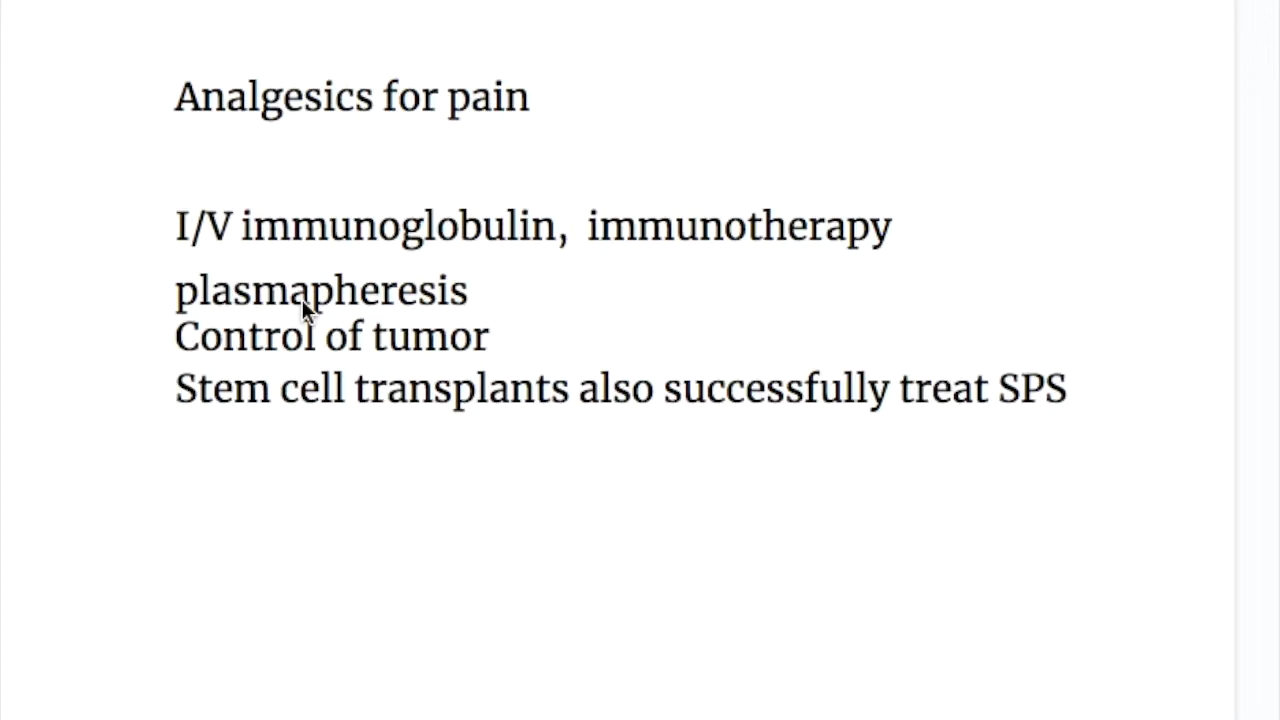 Analgesics for pain
I/V immunoglobulin,  immunotherapy
plasmapheresis
Control of tumor
Stem cell transplants also successfully treat SPS